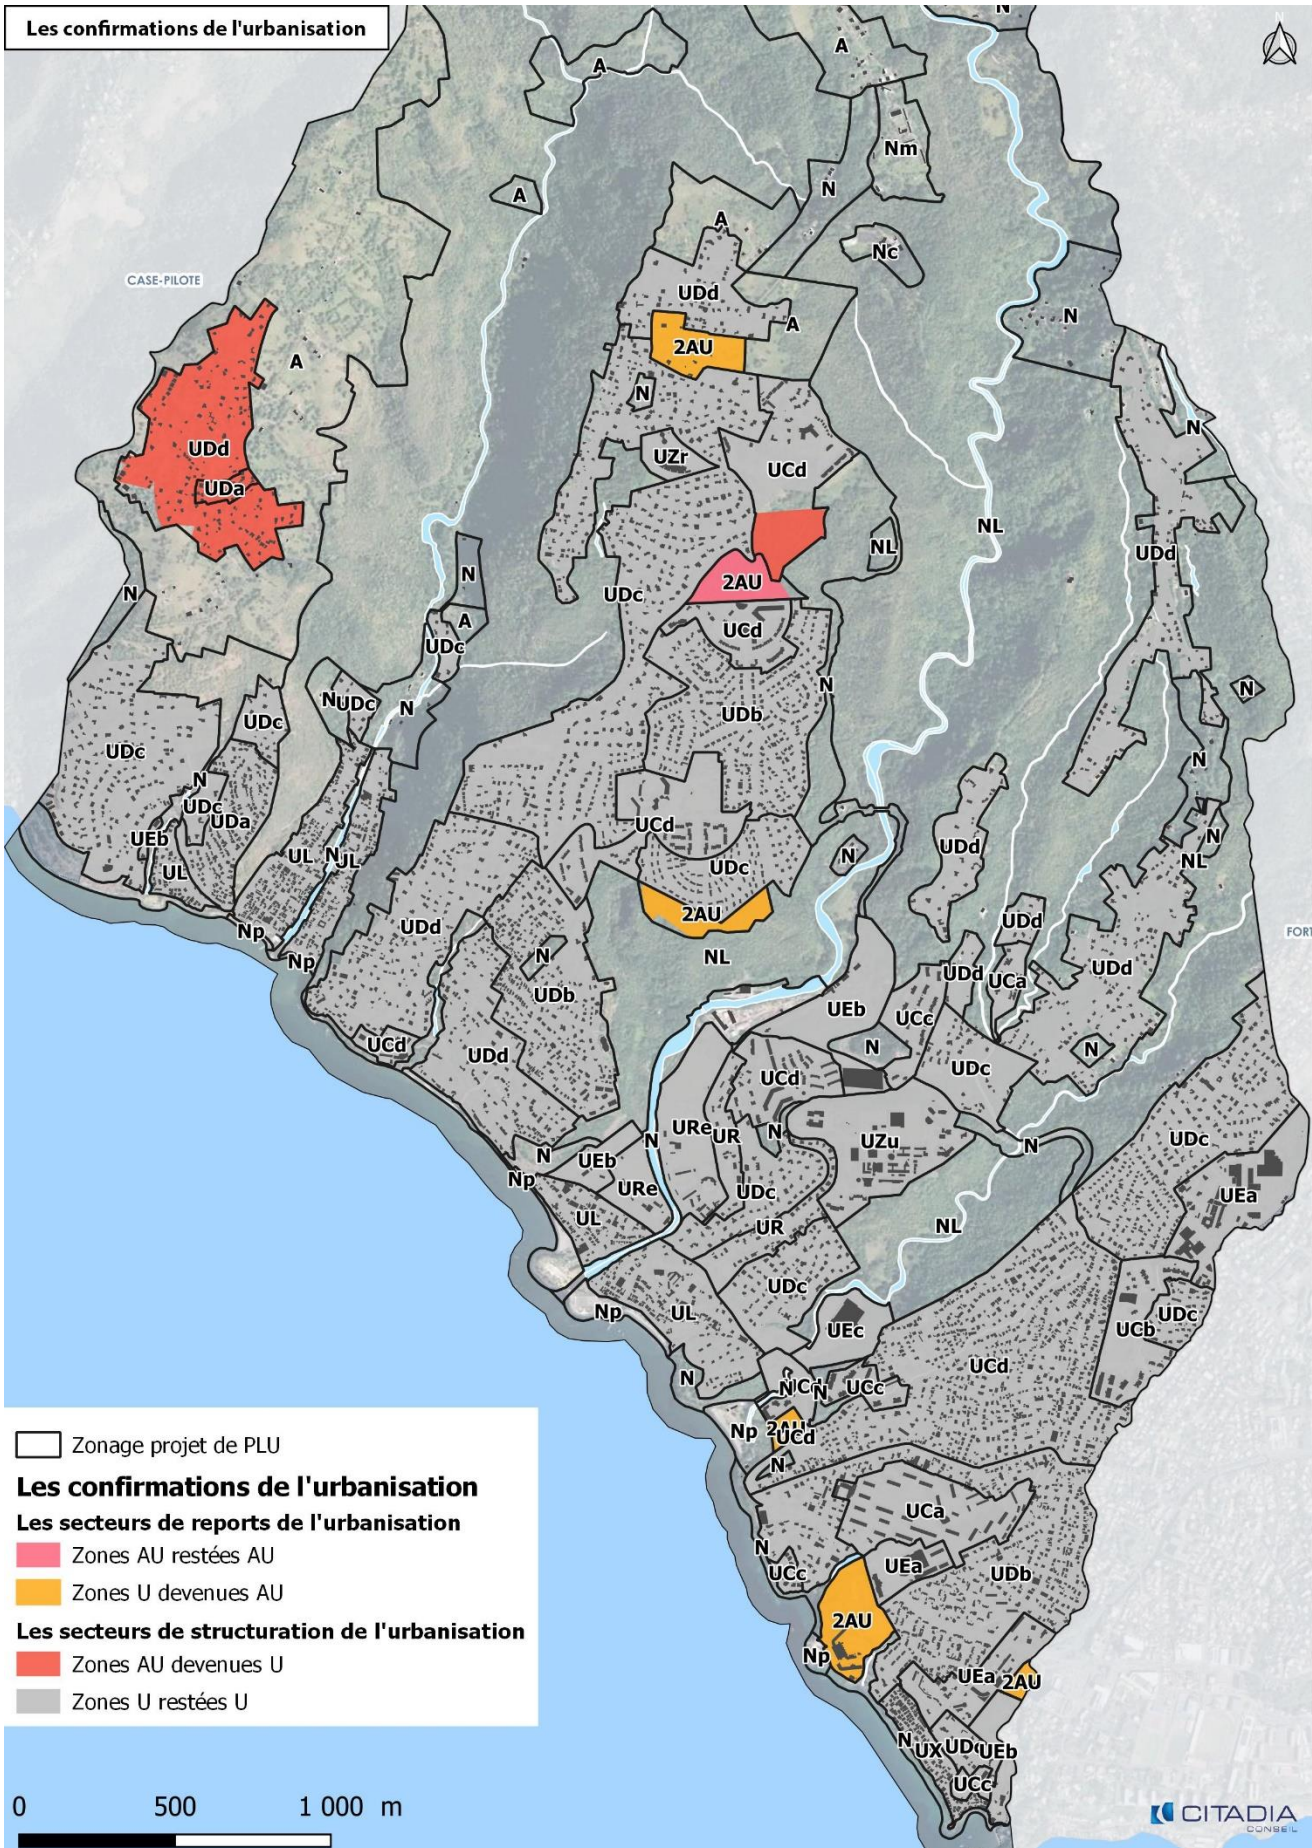 Les confirmations de l'urbanisation
N
N
A
A
Nm
A
N
A
Nc
CASE-PILOTE
UDd
N
A
2AU
A
N
N
UDd
UZr
UCd
UDa
NL
NL
UDd
N
2AU
N
UDc
A
UCd
UDc
N
N
N
UDc
N
UDc
UDb
UDc
N
N
UDc
UDa
UCd
UEb
N
UL
UL
UL
UDd
N
NL
UDc
N
2AU
UDd
UDd
Np
FORT
N
NL
Np
UDd
UDd
UCa
UDb
UEb
UCc
UCd
N
N
UDd
UDc
UCd
URe
UR
N
UZu
UDc
N
N
UEb
UEa
Np
URe
UDc
UL
UR
NL
UDc
Np
UL
UDc
UEc
UCb
UCd
N
N
UCd
N
UCc
Np
2AU
UCd
Zonage projet de PLU
N
Les confirmations de l'urbanisation
UCa
Les secteurs de reports de l'urbanisation
Zones AU restées AU
N
UCc
UEa
UDb
Zones U devenues AU
2AU
Les secteurs de structuration de l'urbanisation
Np
Zones AU devenues U
UEa
2AU
Zones U restées U
N
UX
UEb
UCc
0 500 1 000 m
CITADIA
CONSEIL